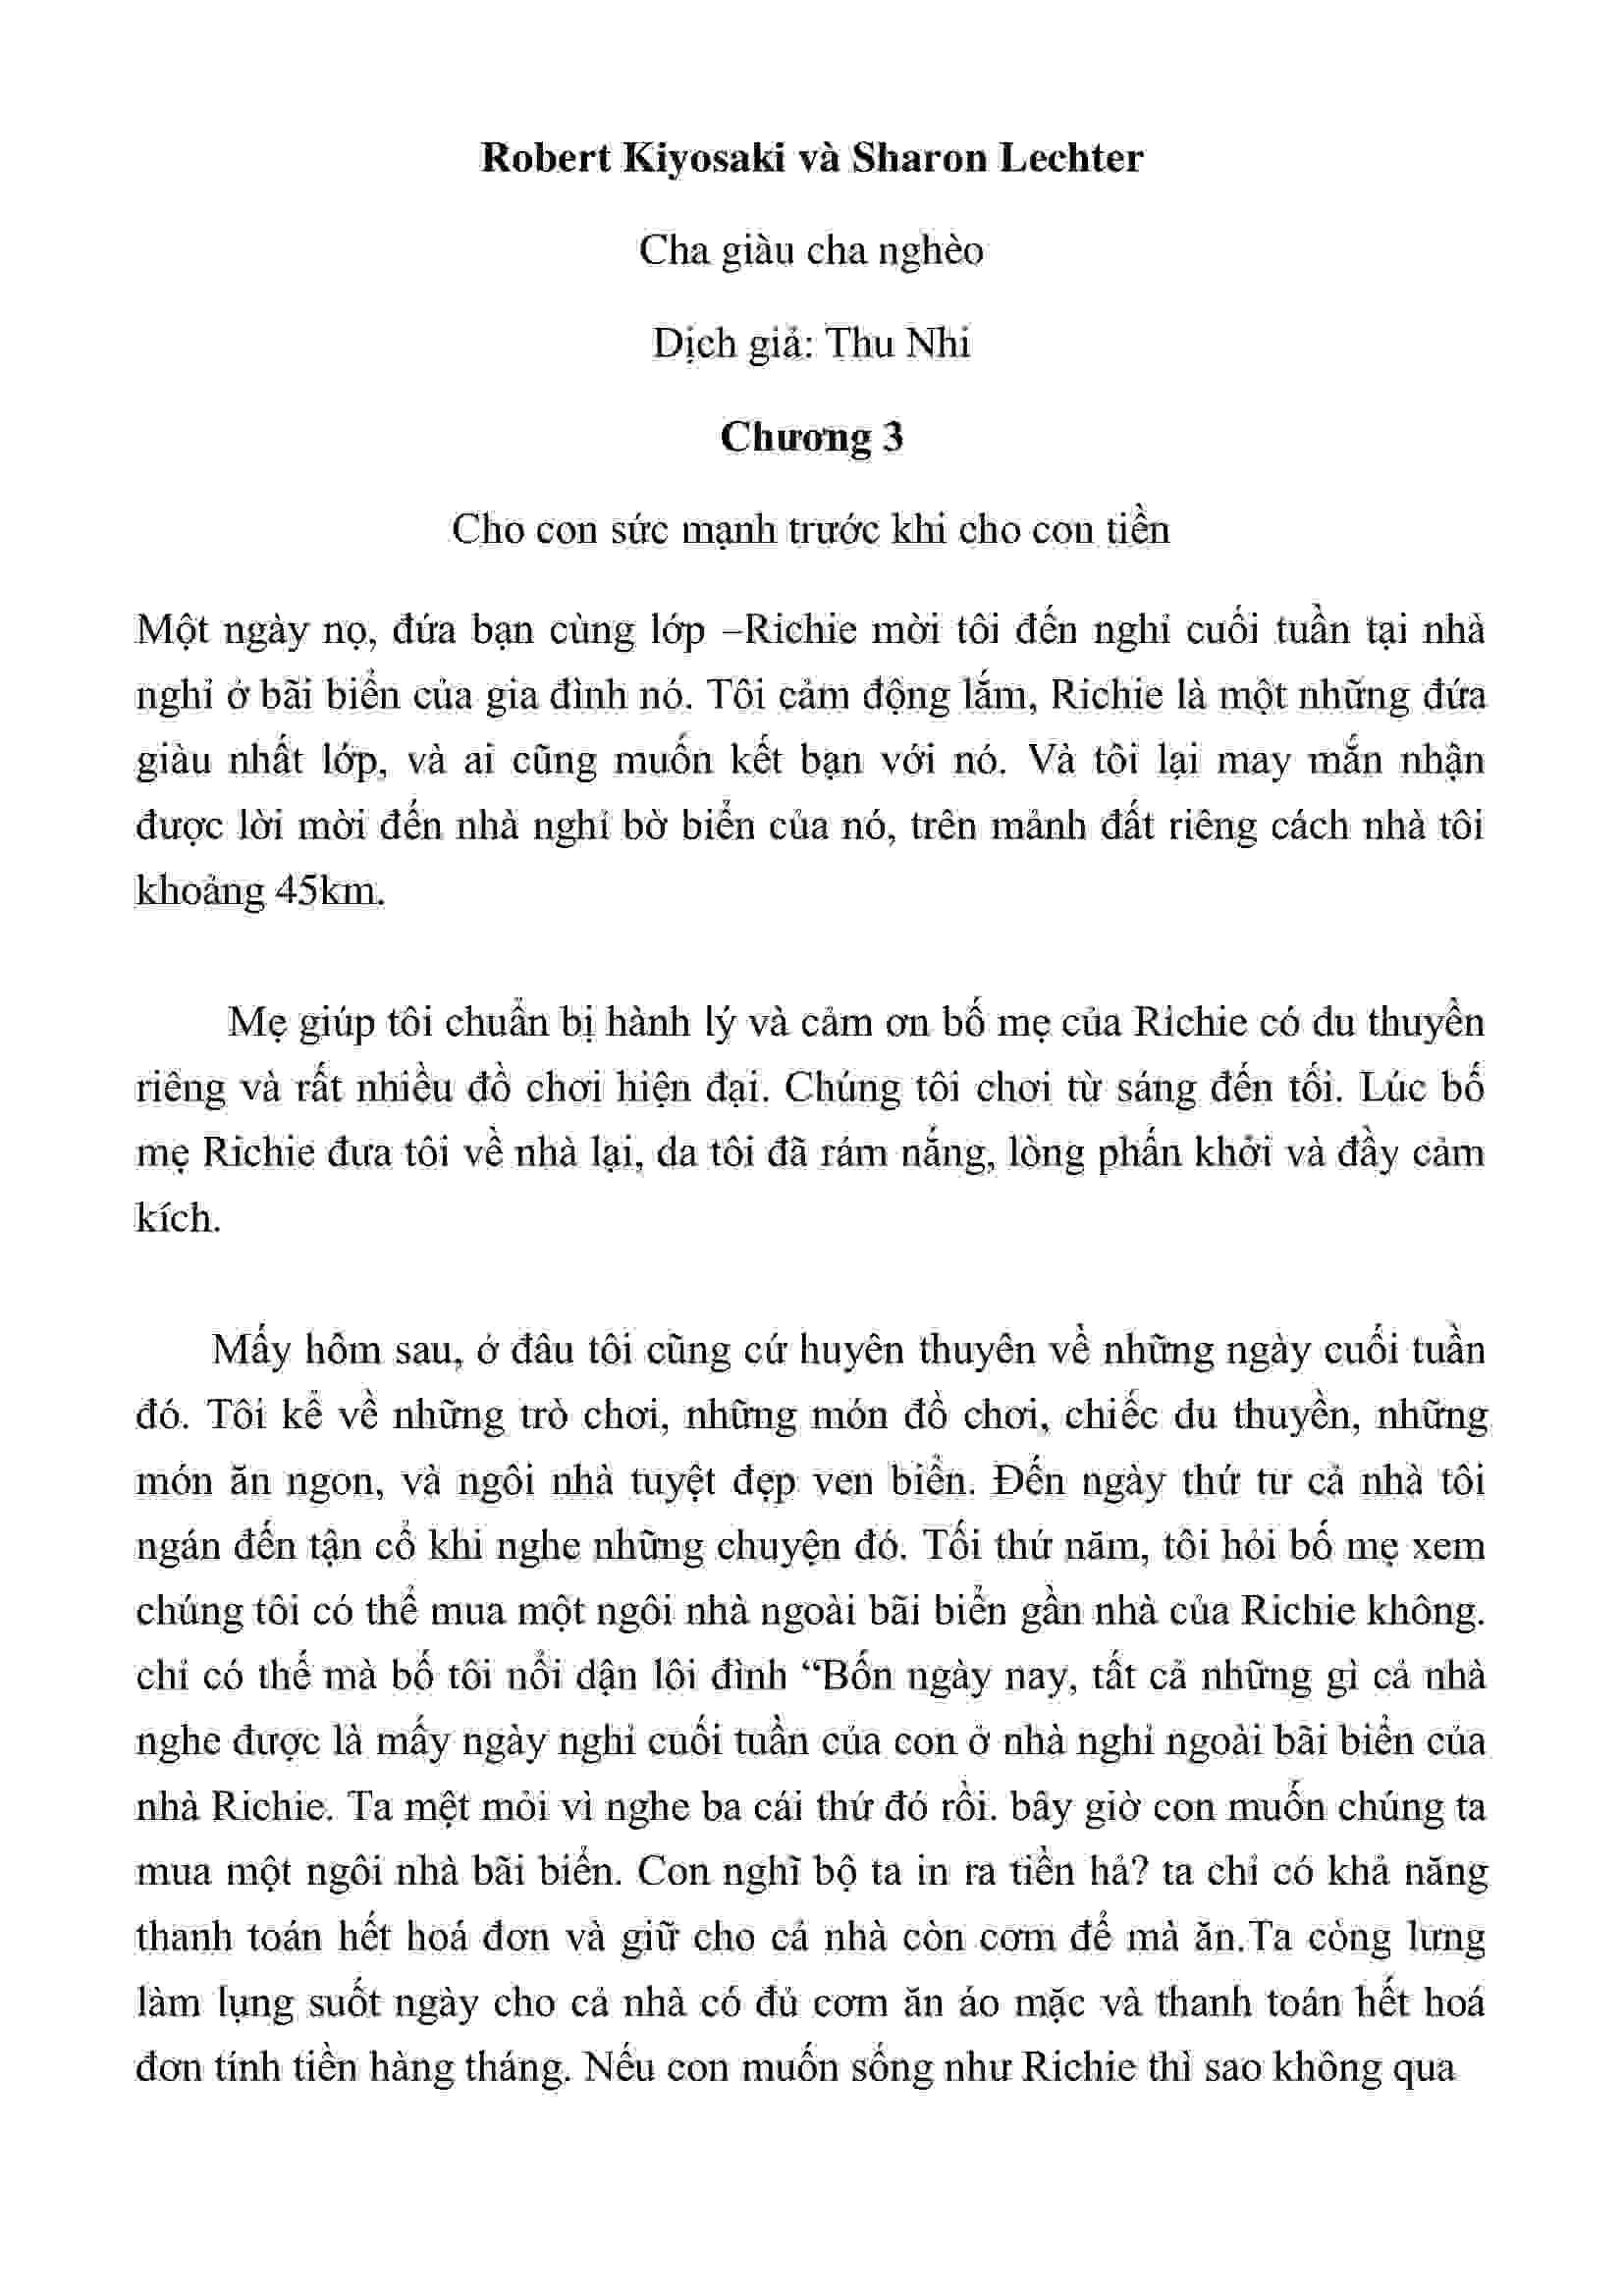 Robert Kiyosaki và Sharon Lechter
Cha giàu cha nghèo
Dịch giả: Thu Nhi
Chương 3
Cho con sức mạnh trước khi cho con tiền
Một ngày nọ, đứa bạn cùng lớp –Richie mời tôi đến nghỉ cuối tuần tại nhà
nghỉ ở bãi biển của gia đình nó. Tôi cảm động lắm, Richie là một những đứa
giàu nhất lớp, và ai cũng muốn kết bạn với nó. Và tôi lại may mắn nhận
được lời mời đến nhà nghỉ bờ biển của nó, trên mảnh đất riêng cách nhà tôi
khoảng 45km.
Mẹ giúp tôi chuẩn bị hành lý và cảm ơn bố mẹ của Richie có du thuyền
riêng và rất nhiều đồ chơi hiện đại. Chúng tôi chơi từ sáng đến tối. Lúc bố
mẹ Richie đưa tôi về nhà lại, da tôi đã rám nắng, lòng phấn khởi và đầy cảm
kích.
Mấy hôm sau, ở đâu tôi cũng cứ huyên thuyên về những ngày cuối tuần
đó. Tôi kể về những trò chơi, những món đồ chơi, chiếc du thuyền, những
món ăn ngon, và ngôi nhà tuyệt đẹp ven biển. Đến ngày thứ tư cả nhà tôi
ngán đến tận cổ khi nghe những chuyện đó. Tối thứ năm, tôi hỏi bố mẹ xem
chúng tôi có thể mua một ngôi nhà ngoài bãi biển gần nhà của Richie không.
chỉ có thế mà bố tôi nổi dận lôi đình “Bốn ngày nay, tất cả những gì cả nhà
nghe được là mấy ngày nghỉ cuối tuần của con ở nhà nghỉ ngoài bãi biển của
nhà Richie. Ta mệt mỏi vì nghe ba cái thứ đó rồi. bây giờ con muốn chúng ta
mua một ngôi nhà bãi biển. Con nghĩ bộ ta in ra tiền hả? ta chỉ có khả năng
thanh toán hết hoá đơn và giữ cho cả nhà còn cơm để mà ăn.Ta còng lưng
làm lụng suốt ngày cho cả nhà có đủ cơm ăn áo mặc và thanh toán hết hoá
đơn tính tiền hàng tháng. Nếu con muốn sống như Richie thì sao không qua